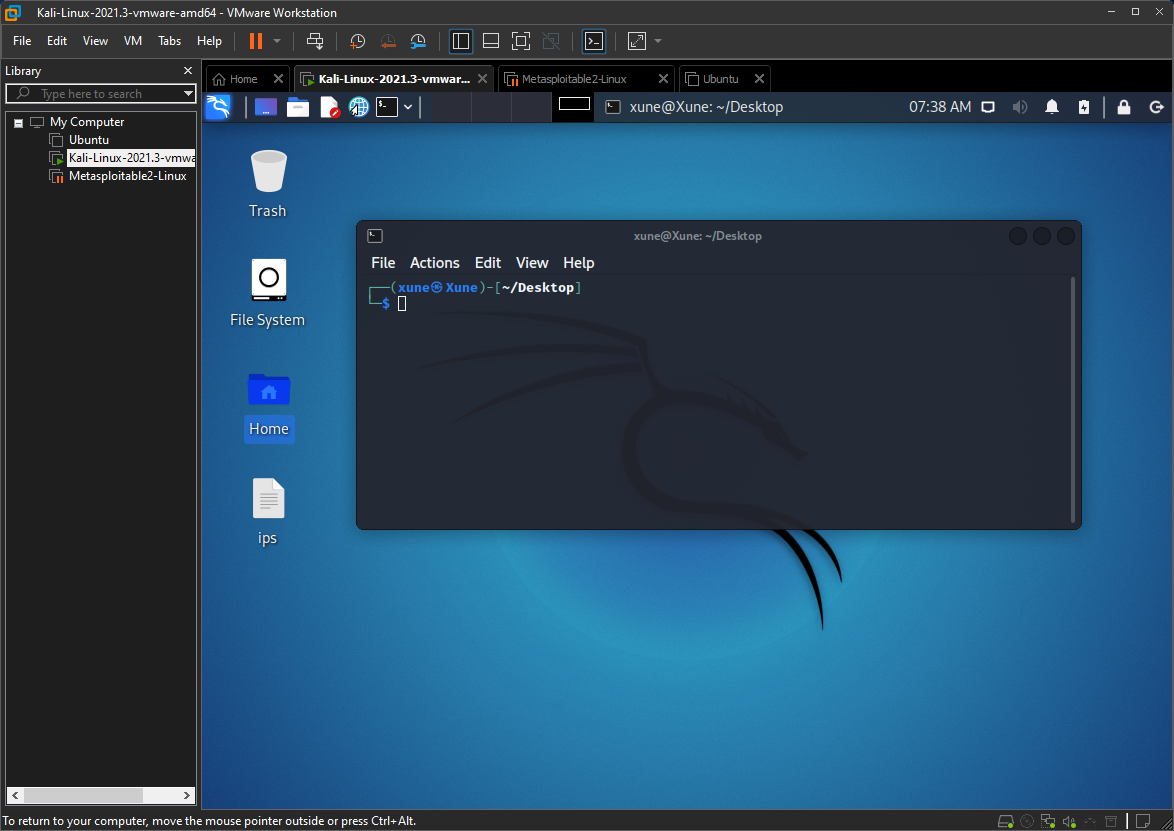 Kali-Linux-2021.3-vmware-amd64 - VMware Workstation
File Edit View VM Tabs Help
Library
Type here to search
My Computer
Ubuntu
Kali-Linux-2021.3-vmwa
Metasploitable2-Linux
Home
Kali-Linux-2021.3-vmwar...
Metasploitable2-Linux
Ubuntu
xune@Xune: ~/Desktop
07:38 AM
Trash
File System
Home
ips
xune@Xune: ~/Desktop
File Actions Edit View Help
┌──(xune㉿Xune)-[~/Desktop]
└─$
To return to your computer, move the mouse pointer outside or press Ctrl+Alt.